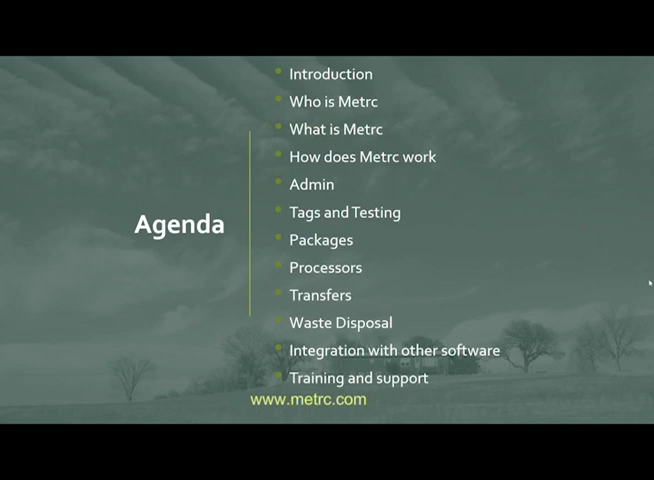 Agenda
Introduction
Who is Metrc
What is Metrc
How does Metrc work
Admin
Tags and Testing
Packages
Processors
Transfers
Waste Disposal
Integration with other software
Training and support
www.metrc.com